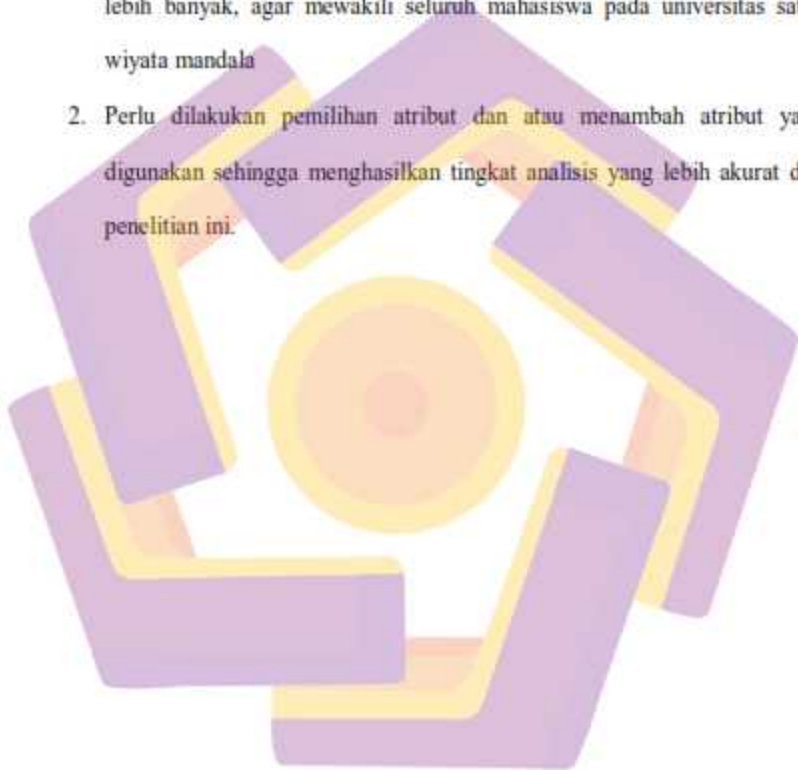 lebih banyak, agar mewakili seluruh mahasiswa pada universitas
wiyata mandala
2. Perlu dilakukan pemilihan atribut dan atau menambah atribut
digunakan sehingga menghasilkan tingkat analisis yang lebih akurat
penelitian ini.